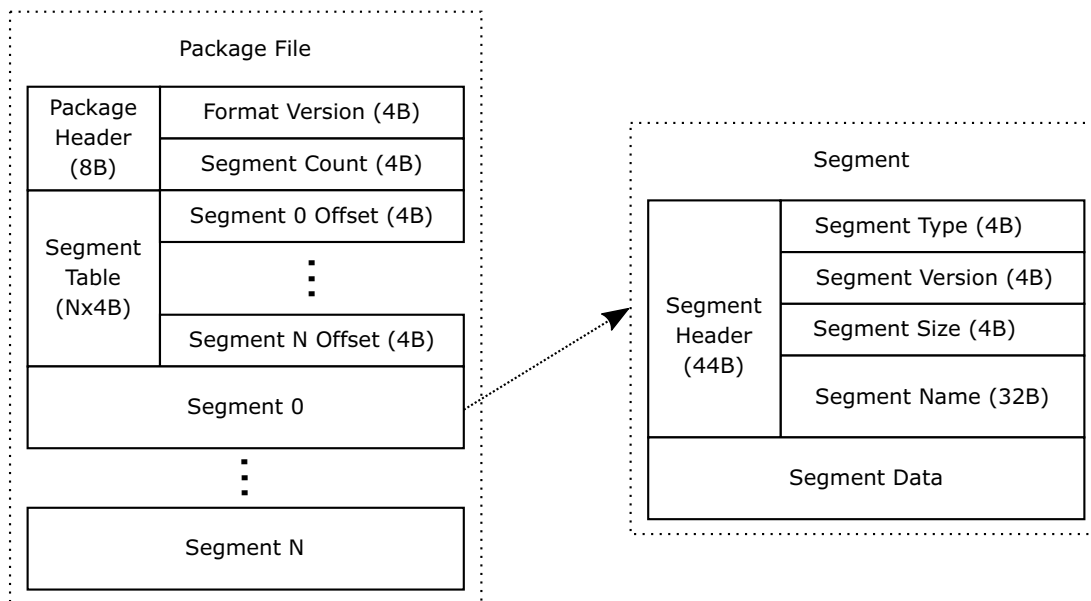 Package File
Package
Header
(8B)
Format Version (4B)
Segment Count (4B)
Segment
Table
(Nx4B)
Segment 0 Offset (4B)
Segment N Offset (4B)
Segment 0
Segment N
Segment
Segment
Header
(44B)
Segment Type (4B)
Segment Version (4B)
Segment Size (4B)
Segment Name (32B)
Segment Data